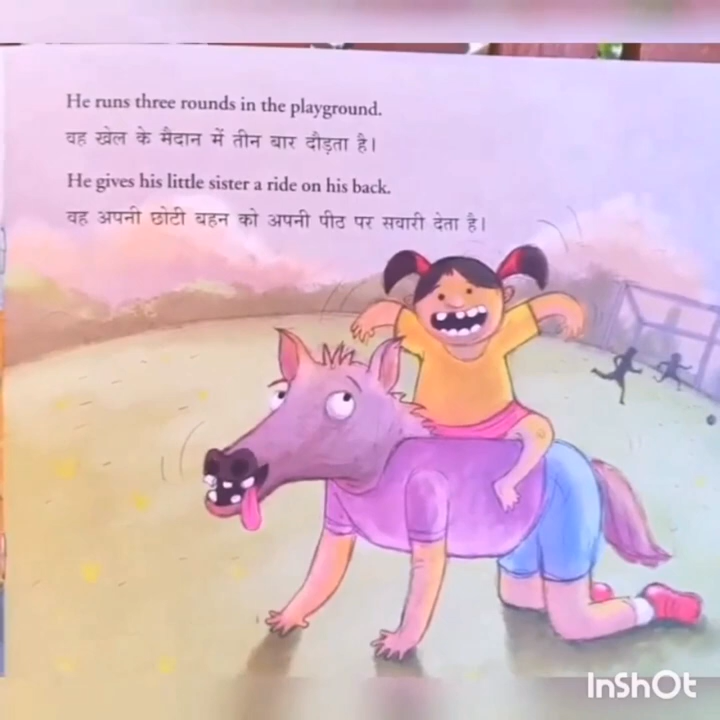 He runs three rounds in the playground.
वह खेल के मैदान में तीन बार दौड़ता है।
He gives his little sister a ride on his back.
वह अपनी छोटी बहन को अपनी पीठ पर सवारी देता है।
InShOt